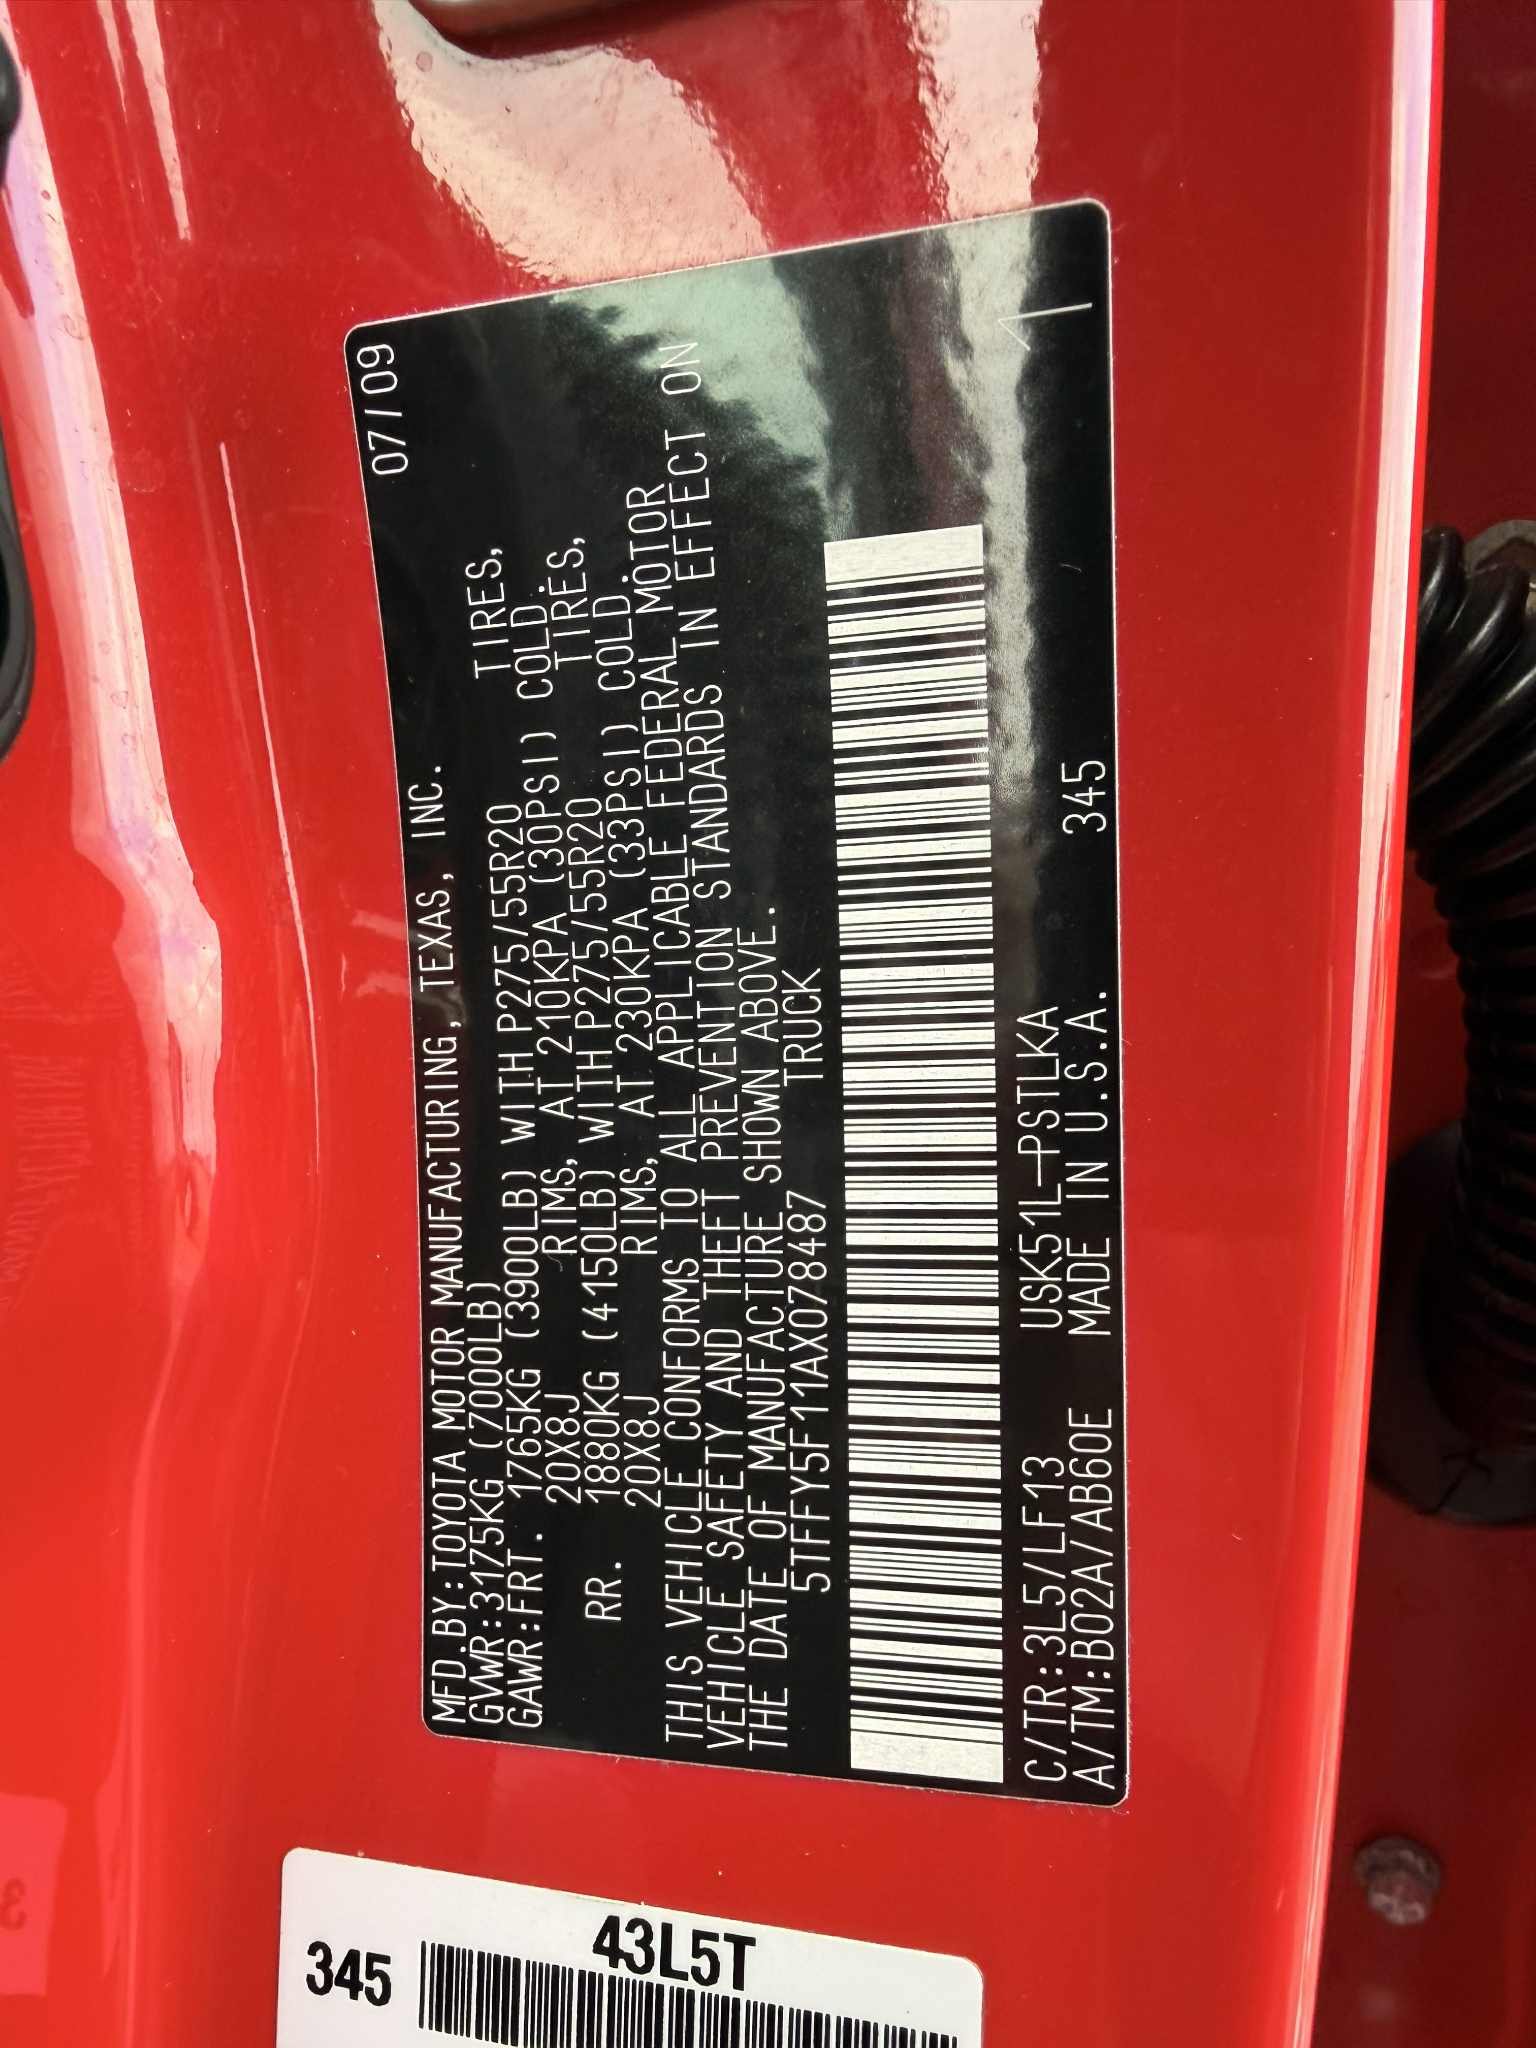 07/09
MFD.BY:TOYOTA MOTOR MANUFACTURING, TEXAS, INC.
GVWR:3175KG (7000LB)
GAWR:FRT. 1765KG (3900LB) WITH P275/55R20 TIRES,
20X8J RIMS, AT 210KPA (30PSI) COLD.
RR. 1880KG (4150LB) WITH P275/55R20 TIRES,
20X8J RIMS, AT 230KPA (33PSI) COLD.
THIS VEHICLE CONFORMS TO ALL APPLICABLE FEDERAL MOTOR
VEHICLE SAFETY AND THEFT PREVENTION STANDARDS IN EFFECT ON
THE DATE OF MANUFACTURE SHOWN ABOVE.
5TFFY5F11AX078487 TRUCK
C/TR:3L5/LF13 USK51L-PSTLKA
A/TM:B02A/AB60E MADE IN U.S.A. 345
43L5T
345